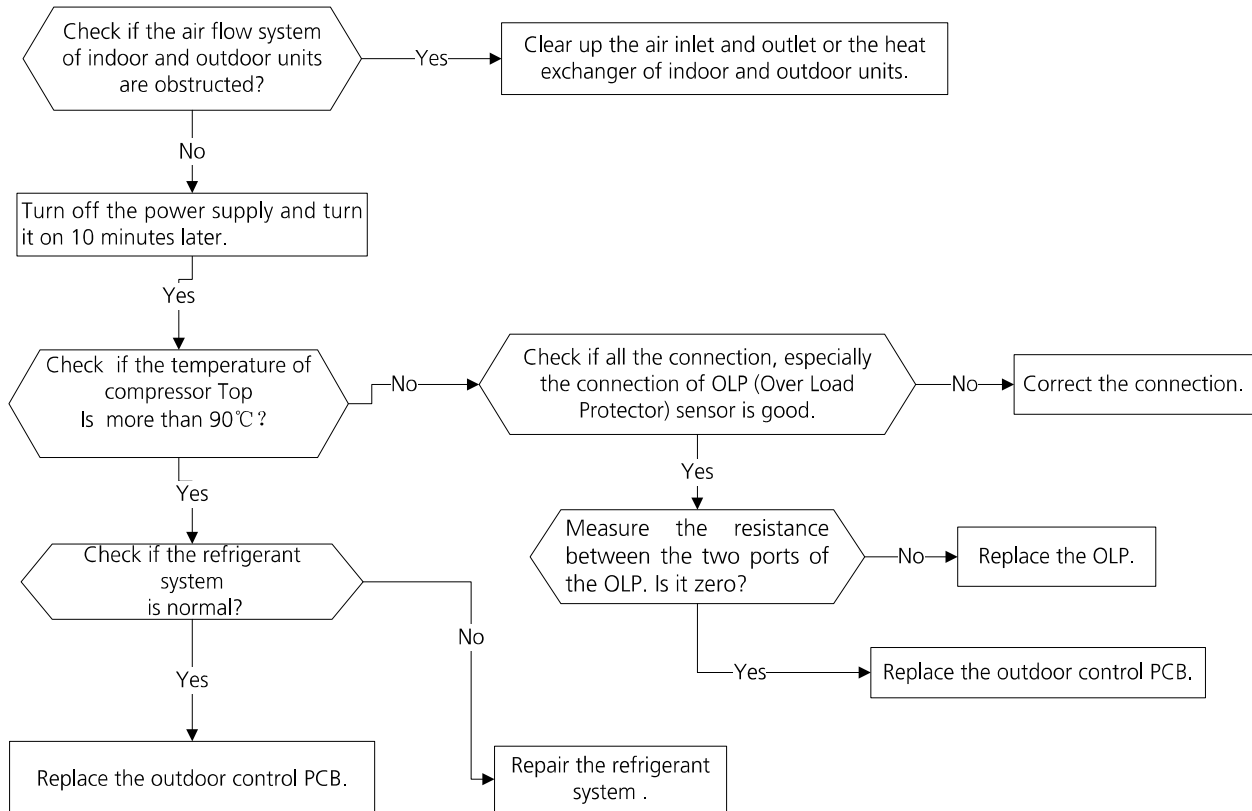 Check if the air flow system
of indoor and outdoor units
are obstructed?
Yes
Clear up the air inlet and outlet or the heat
exchanger of indoor and outdoor units.
No
Turn off the power supply and turn
it on 10 minutes later.
Yes
Check if the temperature of
compressor Top
Is more than 90℃?
No
Check if all the connection, especially
the connection of OLP (Over Load
Protector) sensor is good.
No
Correct the connection.
Yes
Yes
Measure the resistance
between the two ports of
the OLP. Is it zero?
No
Replace the OLP.
Check if the refrigerant
system
is normal?
No
Yes
Replace the outdoor control PCB.
Yes
Replace the outdoor control PCB.
Repair the refrigerant
system .